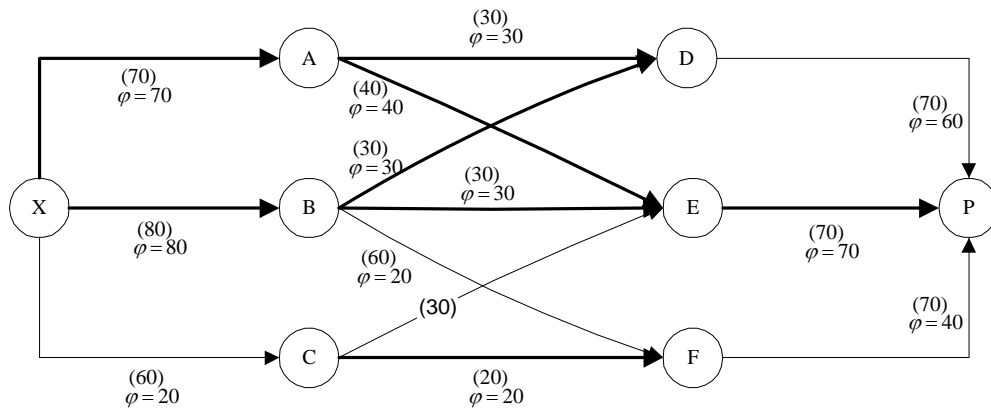 (30)
φ = 30
A
D
(70)
φ = 70
(40)
φ = 40
(70)
φ = 60
(30)
φ = 30
(30)
φ = 30
X
B
E
P
(80)
φ = 80
(60)
φ = 20
(70)
φ = 70
(30)
(70)
φ = 40
C
F
(60)
φ = 20
(20)
φ = 20